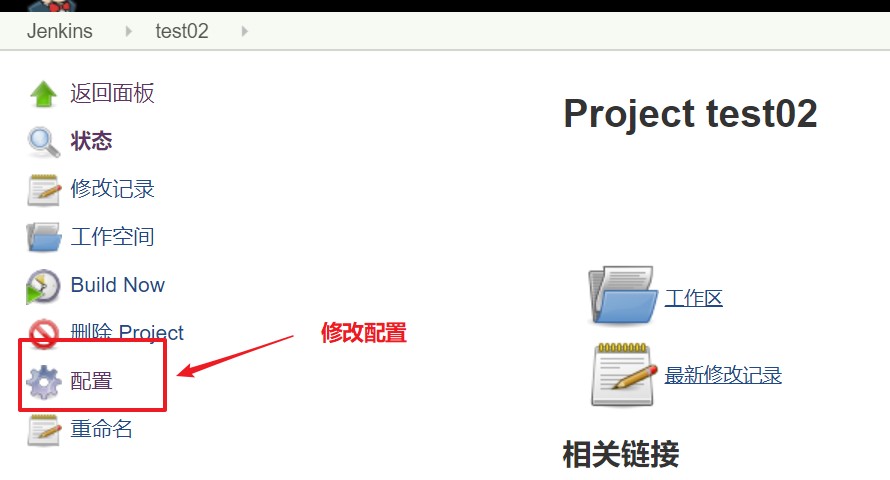 Jenkins test02
返回面板
状态
修改记录
工作空间
Build Now
删除 Project
配置
重命名
修改配置
Project test02
工作区
最新修改记录
相关链接